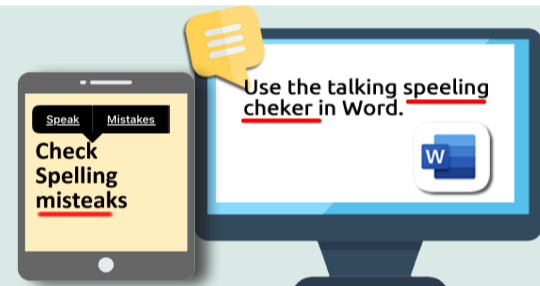 Speak Mistakes
Check
Spelling
misteaks
Use the talking speeling
cheker in Word.
W